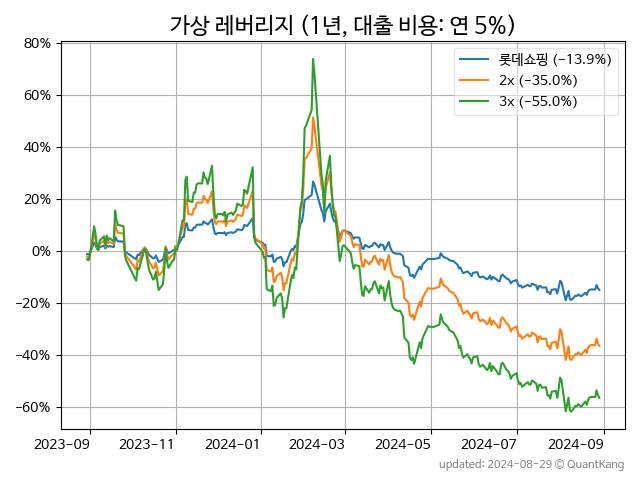 가상 레버리지 (1년, 대출 비용: 연 5%)
80%
60%
40%
20%
0%
−20%
−40%
−60%
롯데쇼핑 (-13.9%)
2x (-35.0%)
3x (-55.0%)
2023-09 2023-11 2024-01 2024-03 2024-05 2024-07 2024-09
updated: 2024-08-29 © QuantKang